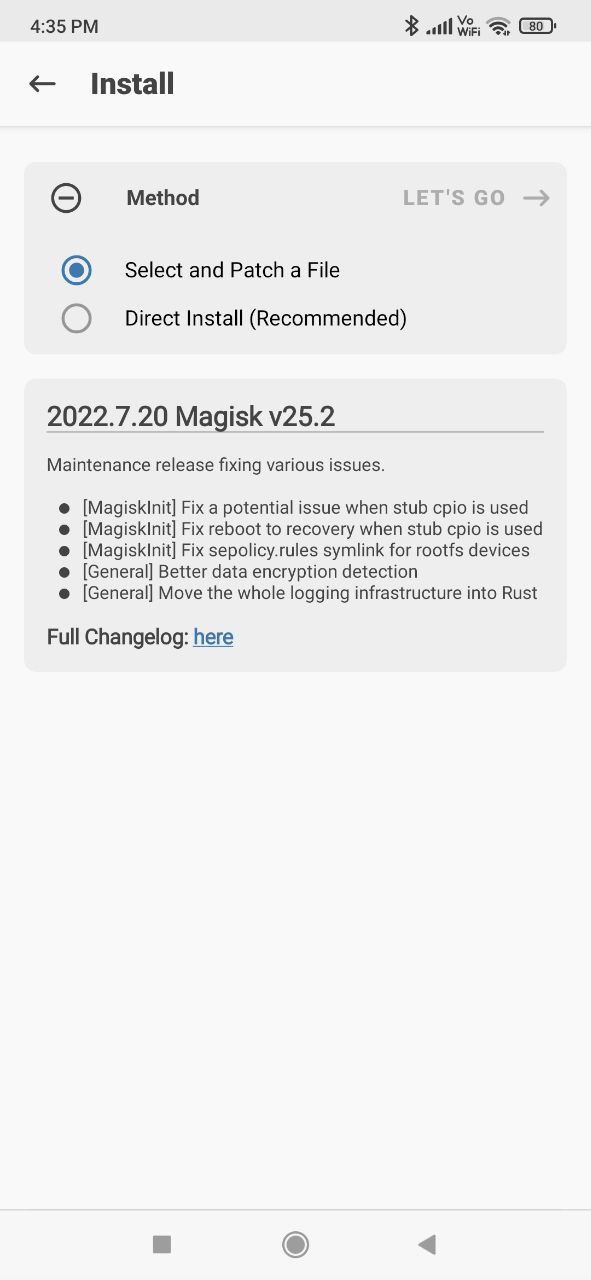 4:35 PM
Vo
WiFi
80
Install
Method
LET'S GO
Select and Patch a File
Direct Install (Recommended)
2022.7.20 Magisk v25.2
Maintenance release fixing various issues.
[MagiskInit] Fix a potential issue when stub cpio is used
[MagiskInit] Fix reboot to recovery when stub cpio is used
[MagiskInit] Fix sepolicy.rules symlink for rootfs devices
[General] Better data encryption detection
[General] Move the whole logging infrastructure into Rust
Full Changelog: here